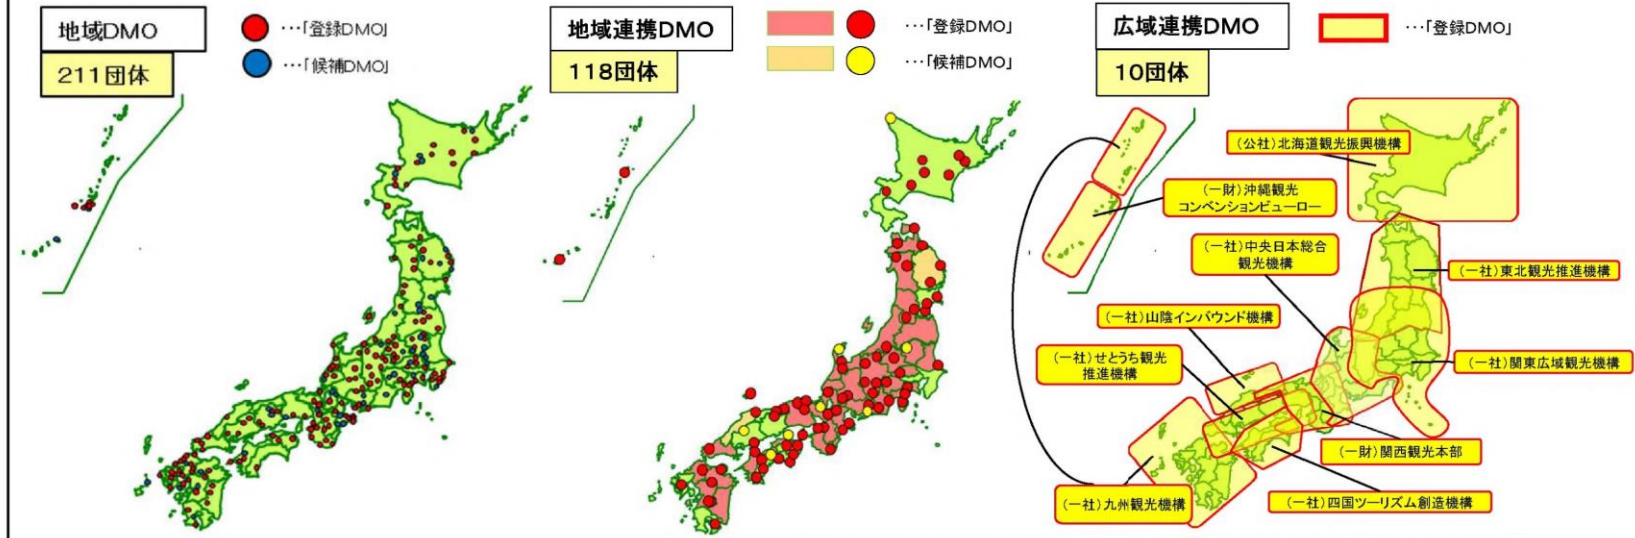 地域DMO
…「登録DMO」
…「候補DMO」
211団体
地域連携DMO
…「登録DMO」
…「候補DMO」
118団体
広域連携DMO
…「登録DMO」
10団体
(公社)北海道観光振興機構
(一財)沖縄観光
コンベンションビューロー
(一社)中央日本総合
観光機構
(一社)東北観光推進機構
(一社)山陰インバウンド機構
(一社)せとうち観光
推進機構
(一社)関東広域観光機構
(一財)関西観光本部
(一社)九州観光機構
(一社)四国ツーリズム創造機構